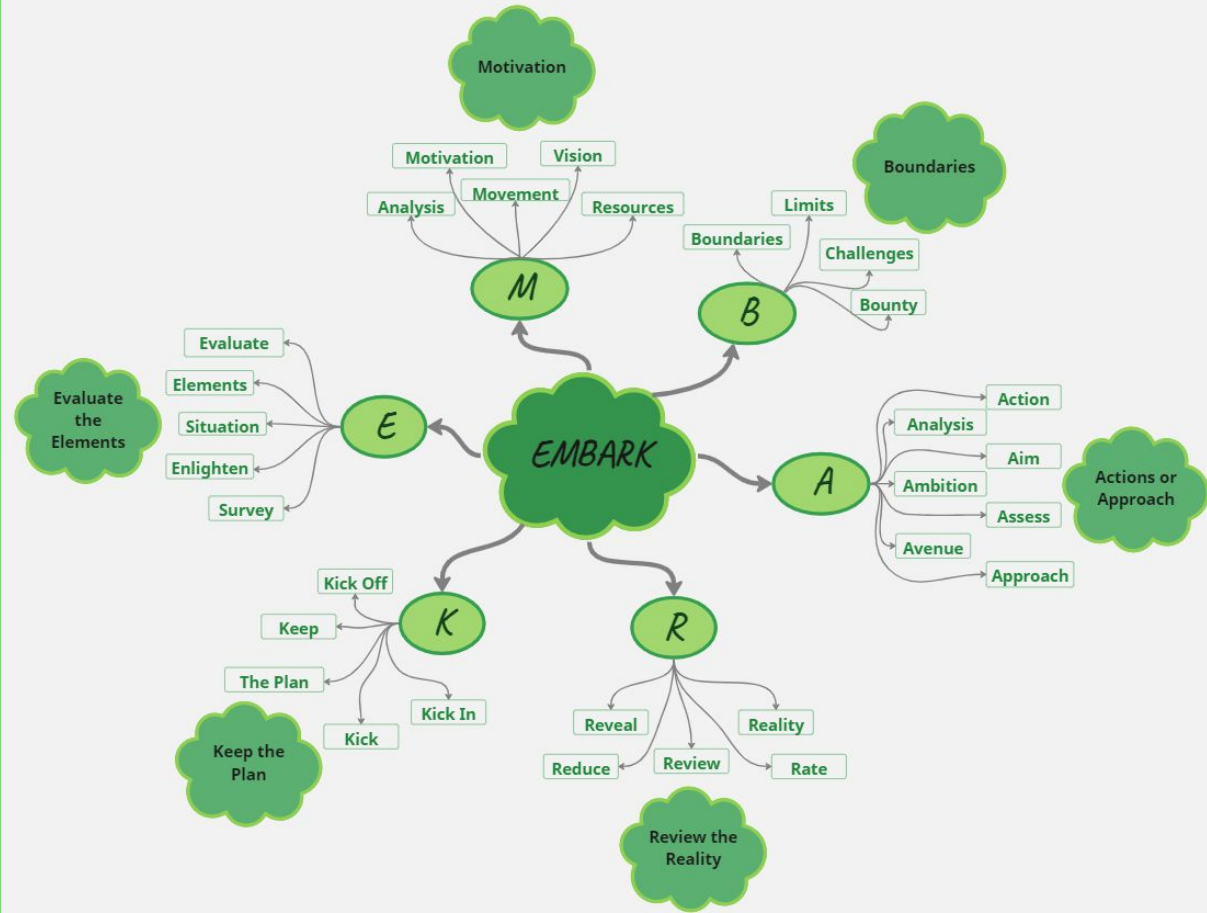 Motivation
Motivation
Vision
Movement
Analysis
Resources
M
Boundaries
Limits
Boundaries
Challenges
Bounty
B
Evaluate
Elements
Situation
Enlighten
Survey
Evaluate
the
Elements
E
EMBARK
A
Action
Analysis
Aim
Ambition
Assess
Avenue
Approach
Actions or
Approach
K
Kick Off
Keep
The Plan
Kick
Kick In
Keep the
Plan
R
Reveal
Reality
Reduce
Review
Rate
Review the
Reality